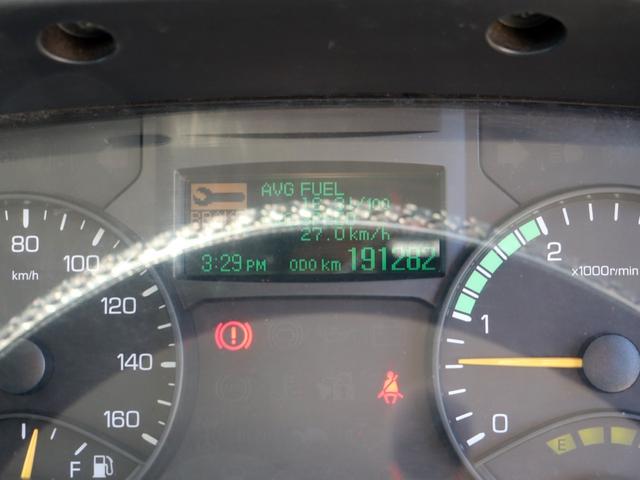 AVG FUEL
27.0 km/h
3:29 PM ODO km 191282
80
km/h
100
120
140
160
F
2
x1000r/min
1
0
E